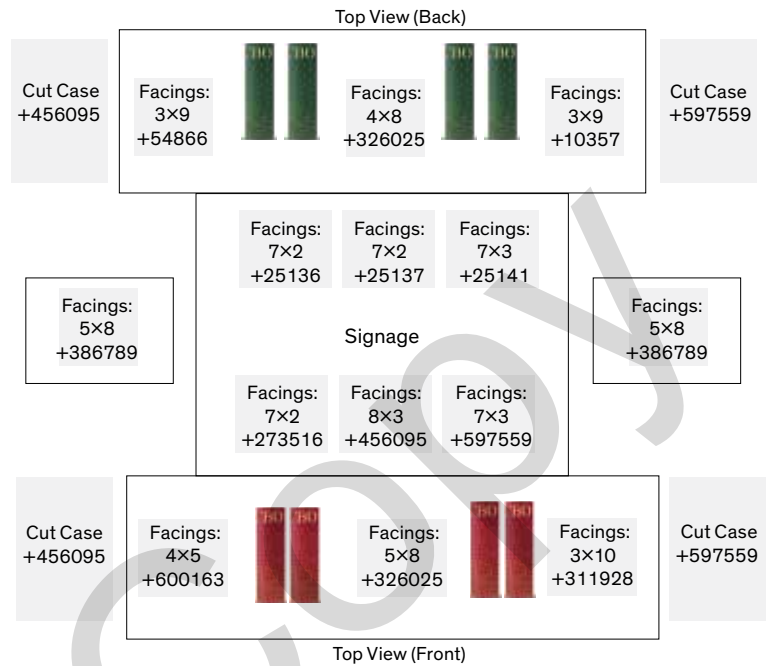 Top View (Back)
Cut Case
+456095
Facings:
3×9
+54866
Facings:
4×8
+326025
Facings:
3×9
+10357
Cut Case
+597559
Facings:
7×2
+25136
Facings:
7×2
+25137
Facings:
7×3
+25141
Facings:
5×8
+386789
Signage
Facings:
5×8
+386789
Facings:
7×2
+273516
Facings:
8×3
+456095
Facings:
7×3
+597559
Cut Case
+456095
Facings:
4×5
+600163
Facings:
5×8
+326025
Facings:
3×10
+311928
Cut Case
+597559
Top View (Front)
Copy